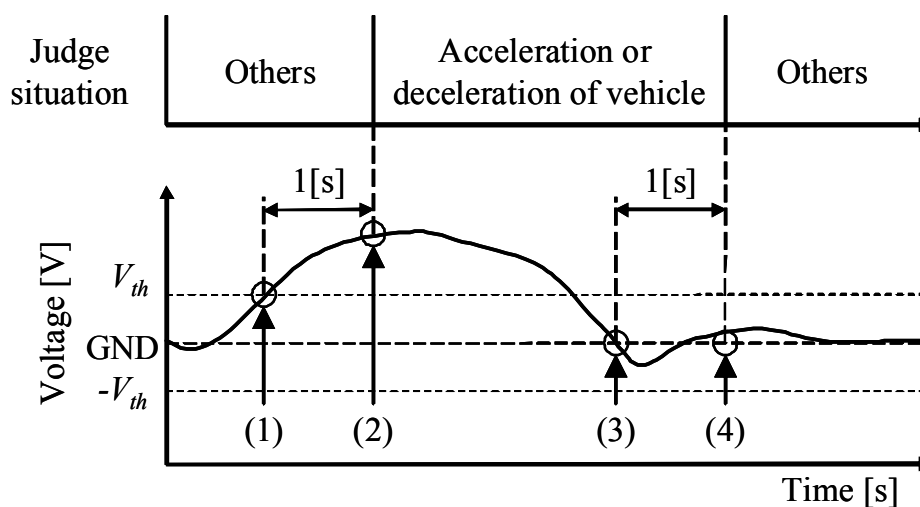 Judge
situation
Others
Acceleration or
deceleration of vehicle
Others
1[s]
1[s]
Voltage [V]
V_th
GND
-V_th
(1)
(2)
(3)
(4)
Time [s]